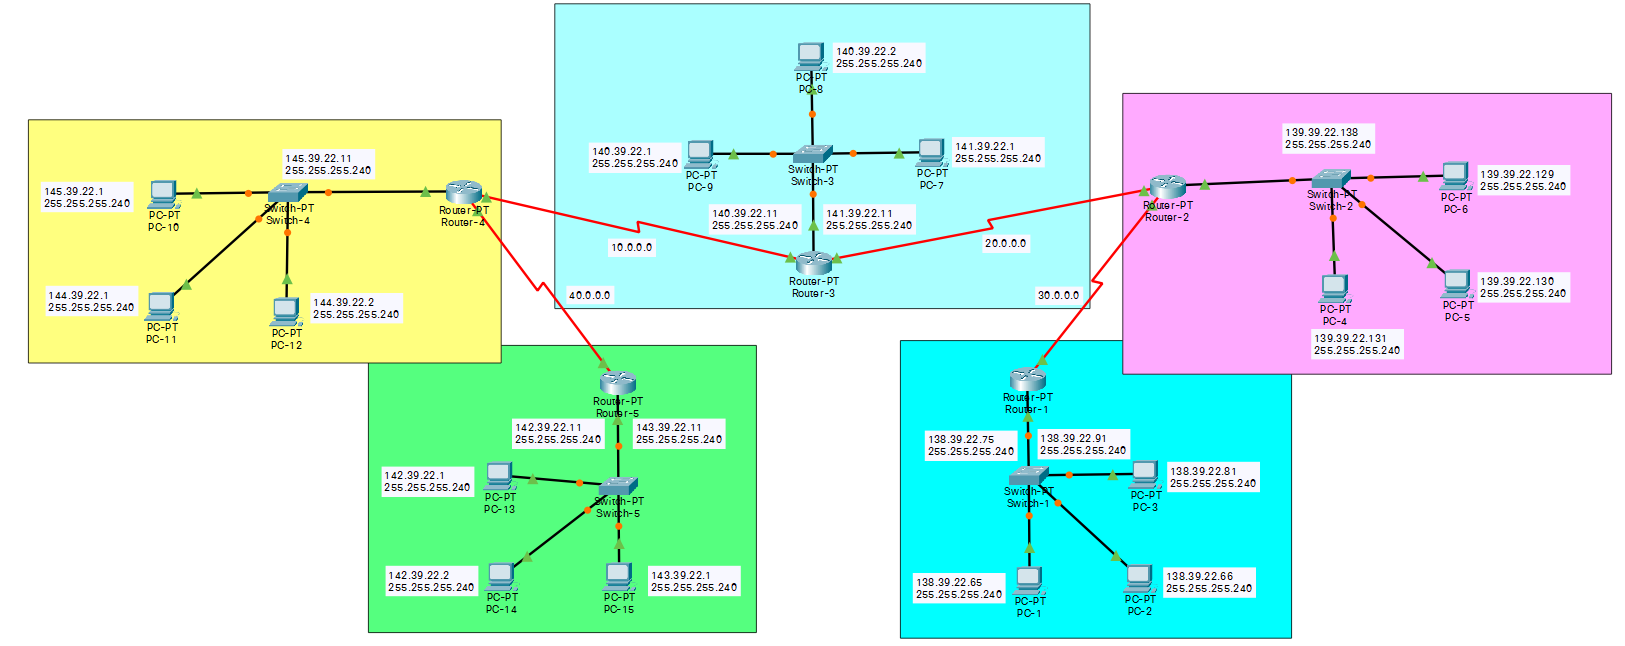 140.39.22.2
255.255.255.240
PC-PT
PC-8
140.39.22.1
255.255.255.240
PC-PT
PC-9
141.39.22.1
255.255.255.240
PC-PT
PC-7
Switch-PT
Switch-3
140.39.22.11
255.255.255.240
141.39.22.11
255.255.255.240
Router-PT
Router-3
10.0.0.0
20.0.0.0
40.0.0.0
30.0.0.0
145.39.22.11
255.255.255.240
145.39.22.1
255.255.255.240
PC-PT
PC-10
Switch-PT
Switch-4
Router-PT
Router-4
144.39.22.1
255.255.255.240
PC-PT
PC-11
144.39.22.2
255.255.255.240
PC-PT
PC-12
139.39.22.138
255.255.255.240
Router-PT
Router-2
Switch-PT
Switch-2
139.39.22.129
255.255.255.240
PC-PT
PC-6
139.39.22.130
255.255.255.240
PC-PT
PC-5
PC-PT
PC-4
139.39.22.131
255.255.255.240
Router-PT
Router-5
142.39.22.11
255.255.255.240
143.39.22.11
255.255.255.240
142.39.22.1
255.255.255.240
PC-PT
PC-13
Switch-PT
Switch-5
142.39.22.2
255.255.255.240
PC-PT
PC-14
143.39.22.1
255.255.255.240
PC-PT
PC-15
Router-PT
Router-1
138.39.22.75
255.255.255.240
138.39.22.91
255.255.255.240
Switch-PT
Switch-1
138.39.22.81
255.255.255.240
PC-PT
PC-3
138.39.22.65
255.255.255.240
PC-PT
PC-1
138.39.22.66
255.255.255.240
PC-PT
PC-2